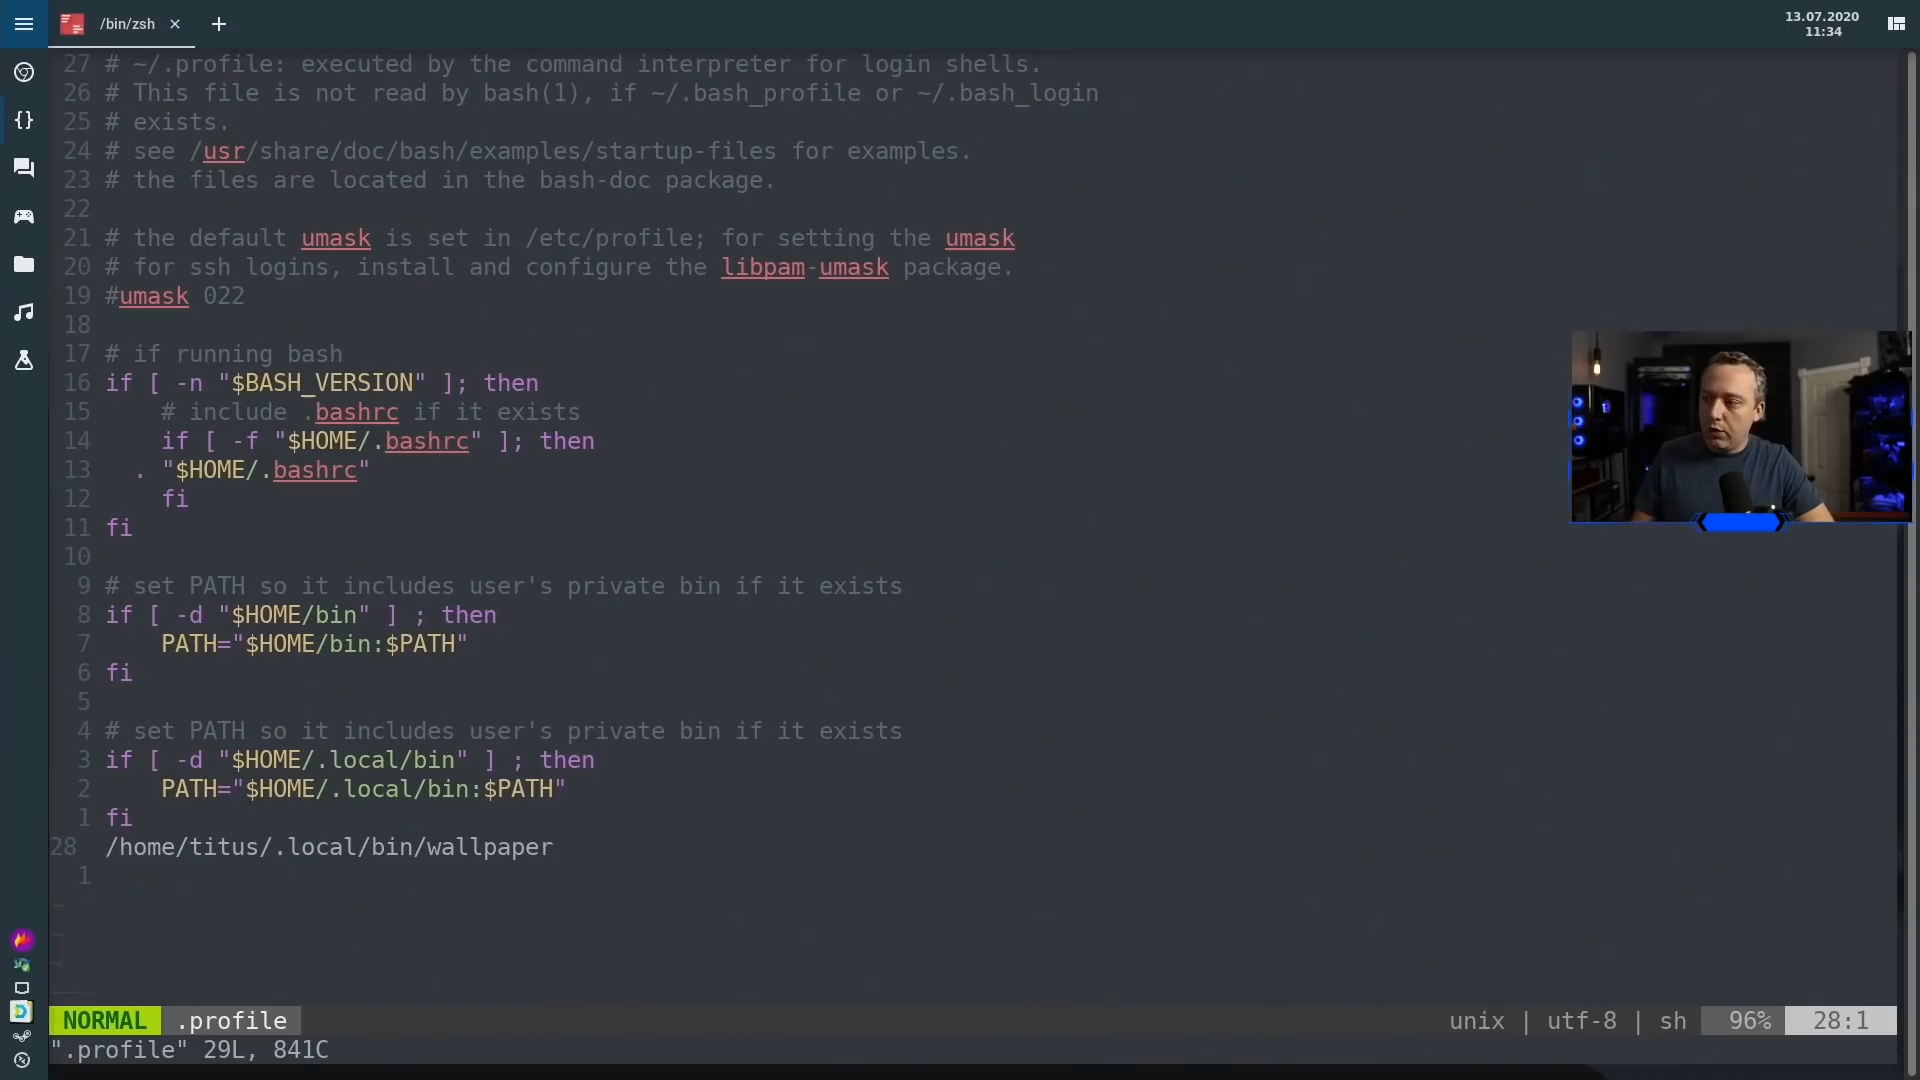 /bin/zsh
13.07.2020
11:34
27 # ~/.profile: executed by the command interpreter for login shells.
26 # This file is not read by bash(1), if ~/.bash_profile or ~/.bash_login
25 # exists.
24 # see /usr/share/doc/bash/examples/startup-files for examples.
23 # the files are located in the bash-doc package.
22
21 # the default umask is set in /etc/profile; for setting the umask
20 # for ssh logins, install and configure the libpam-umask package.
19 #umask 022
18
17 # if running bash
16 if [ -n "$BASH_VERSION" ]; then
15     # include .bashrc if it exists
14     if [ -f "$HOME/.bashrc" ]; then
13   . "$HOME/.bashrc"
12     fi
11 fi
10
9 # set PATH so it includes user's private bin if it exists
8 if [ -d "$HOME/bin" ] ; then
7     PATH="$HOME/bin:$PATH"
6 fi
5
4 # set PATH so it includes user's private bin if it exists
3 if [ -d "$HOME/.local/bin" ] ; then
2     PATH="$HOME/.local/bin:$PATH"
1 fi
28 /home/titus/.local/bin/wallpaper
1
NORMAL .profile unix | utf-8 | sh 96% 28:1
".profile" 29L, 841C